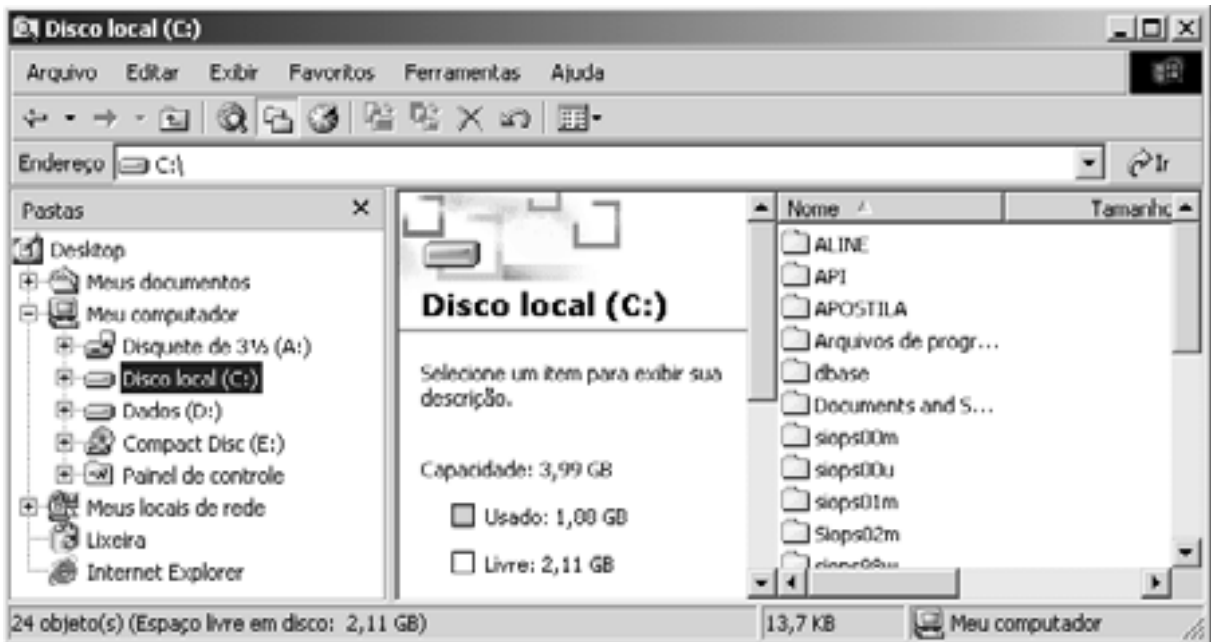 Disco local (C:)
Arquivo Editar Exibir Favoritos Ferramentas Ajuda
Endereço C:\ Ir
Pastas
Desktop
Meus documentos
Meu computador
Disquete de 3½ (A:)
Disco local (C:)
Dados (D:)
Compact Disc (E:)
Painel de controle
Meus locais de rede
Lixeira
Internet Explorer
Disco local (C:)
Selecione um item para exibir sua
descrição.
Capacidade: 3,99 GB
Usado: 1,88 GB
Livre: 2,11 GB
Nome Tamanho
ALINE
API
APOSTILA
Arquivos de progr...
dbase
Documents and S...
siops00m
siops00u
siops01m
Siops02m
24 objeto(s) (Espaço livre em disco: 2,11 GB) 13,7 KB Meu computador